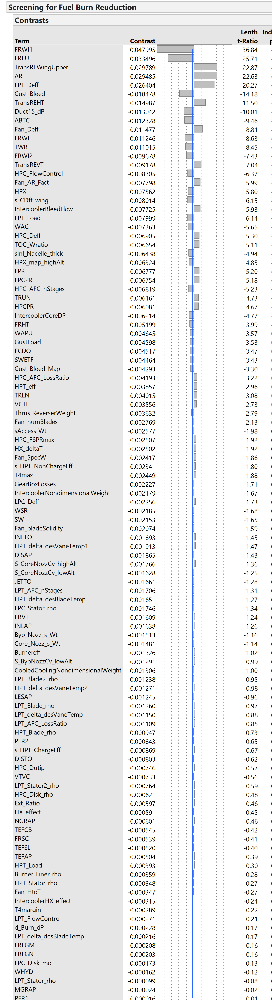 Screening for Fuel Burn Reuduction
Contrasts
Lenth Ind
Term Contrast t-Ratio p
FRWI1 -0.047995 -36.84
FRFU -0.033496 -25.71
TransREWingUpper 0.029789 22.87
AR 0.029485 22.63
LPT_Deff 0.026404 20.27
Cust_Bleed -0.018478 -14.18
TransREHT 0.014987 11.50
Duct15_dP -0.013042 -10.01
ABTC -0.012328 -9.46
Fan_Deff 0.011477 8.81
FRWI -0.011246 -8.63
TWR -0.011015 -8.45
FRWI2 -0.009678 -7.43
TransREVT 0.009178 7.04
HPC_FlowControl -0.008305 -6.37
Fan_AR_Fact 0.007798 5.99
HPX -0.007562 -5.80
s_CDft_wing -0.008014 -6.15
IntercoolerBleedFlow 0.007725 5.93
LPT_Load -0.007999 -6.14
WAC -0.007363 -5.65
HPC_Deff 0.006905 5.30
TOC_Wratio 0.006654 5.11
sInl_Nacelle_thick -0.006438 -4.94
HPX_map_highAlt -0.006324 -4.85
FPR 0.006777 5.20
LPCPR 0.006754 5.18
HPC_AFC_nStages -0.006819 -5.23
TRUN 0.006161 4.73
HPCPR 0.006081 4.67
IntercoolerCoreDP -0.006214 -4.77
FRHT -0.005199 -3.99
WAPU -0.004645 -3.57
GustLoad -0.004598 -3.53
FCDO -0.004517 -3.47
SWETF -0.004464 -3.43
Cust_Bleed_Map -0.004293 -3.30
HPC_AFC_LossRatio 0.004193 3.22
HPT_eff 0.003857 2.96
TRLN 0.004015 3.08
VCTE 0.003556 2.73
ThrustReverserWeight -0.003632 -2.79
Fan_numBlades -0.002769 -2.13
sAccess_Wt -0.002577 -1.98
HPC_FSPRmax 0.002507 1.92
HX_deltaT 0.002502 1.92
Fan_SpecW 0.002417 1.86
s_HPT_NonChargeEff 0.002341 1.80
T4max 0.002449 1.88
GearBoxLosses -0.002227 -1.71
IntercoolerNondimensionalWeight -0.002179 -1.67
LPC_Deff 0.002256 1.73
WSR -0.002185 -1.68
SW -0.002153 -1.65
Fan_bladeSolidity -0.002074 -1.59
INLTO 0.001893 1.45
HPT_delta_desVaneTemp1 0.001913 1.47
DISAP -0.001865 -1.43
S_CoreNozzCv_highAlt 0.001766 1.36
S_CoreNozzCv_lowAlt -0.001628 -1.25
JETTO -0.001661 -1.28
LPT_AFC_nStages -0.001706 -1.31
HPT_delta_desBladeTemp -0.001651 -1.27
LPC_Stator_rho -0.001746 -1.34
FRVT 0.001609 1.24
INLAP 0.001638 1.26
Byp_Nozz_s_Wt -0.001513 -1.16
Core_Nozz_s_Wt -0.001481 -1.14
Burnereff 0.001326 1.02
S_BypNozzCv_lowAlt 0.001291 0.99
CooledCoolingNondimensionalWeight -0.001306 -1.00
LPT_Blade2_rho -0.001238 -0.95
HPT_delta_desVaneTemp2 0.001271 0.98
LESAP -0.001245 -0.96
LPT_Blade_rho 0.001260 0.97
LPT_delta_desVaneTemp 0.001150 0.88
LPT_AFC_LossRatio 0.001109 0.85
HPT_Blade_rho -0.000947 -0.73
PER2 -0.000843 -0.65
s_HPT_ChargeEff 0.000869 0.67
DISTO -0.000803 -0.62
HPC_Dutip 0.000746 0.57
VTVC -0.000733 -0.56
LPT_Stator2_rho 0.000764 0.59
HPC_Disk_rho 0.000621 0.48
Ext_Ratio 0.000597 0.46
HX_effect -0.000591 -0.45
NGRAP 0.000601 0.46
TEFCB -0.000545 -0.42
FRSC -0.000539 -0.41
TEFSL -0.000520 -0.40
TEFAP 0.000504 0.39
HPT_Load 0.000393 0.30
Burner_Liner_rho -0.000359 -0.28
HPT_Stator_rho -0.000348 -0.27
Fan_HtoT -0.000347 -0.27
IntercoolerHX_effect -0.000315 -0.24
T4margin 0.000289 0.22
LPT_FlowControl 0.000271 0.21
d_Burn_dP -0.000228 -0.17
LPT_delta_desBladeTemp -0.000216 -0.17
FRLGM 0.000208 0.16
FRLGN 0.000203 0.16
LPC_Disk_rho -0.000173 -0.13
WHYD -0.000162 -0.12
LPT_Stator_rho -0.000099 -0.08
MGRAP -0.000024 -0.02
PER1 0.000016 0.01